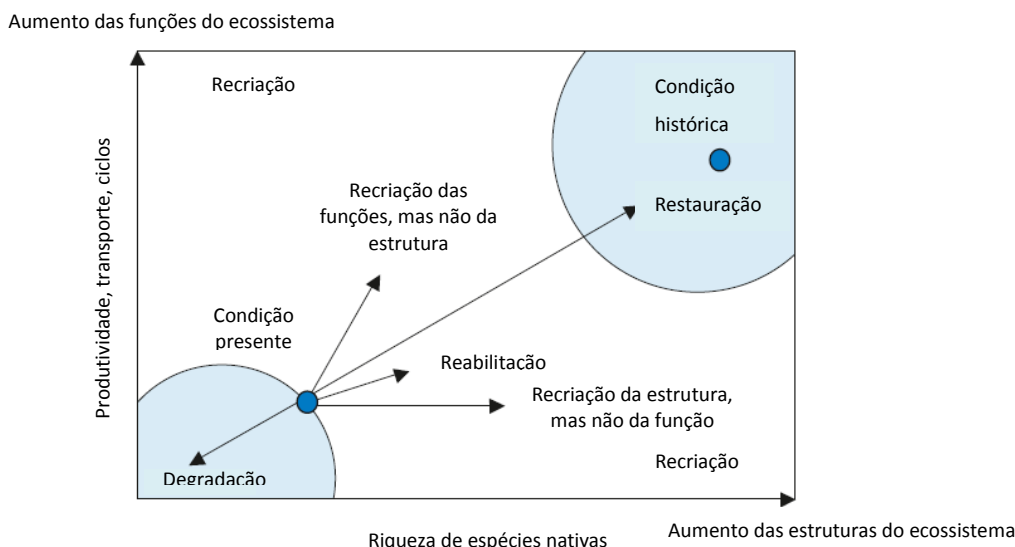 Aumento das funções do ecossistema
Recriação
Condição
histórica
Restauração
Produtividade, transporte, ciclos
Recriação das
funções, mas não da
estrutura
Condição
presente
Reabilitação
Recriação da estrutura,
mas não da função
Recriação
Degradação
Riqueza de espécies nativas
Aumento das estruturas do ecossistema